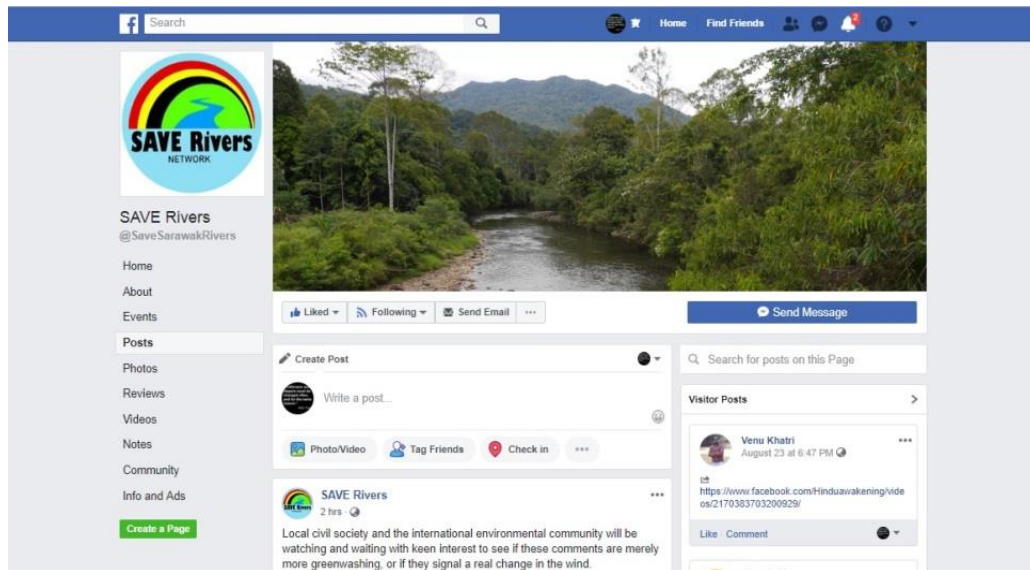 Search
Home Find Friends
2
SAVE Rivers
NETWORK
SAVE Rivers
@SaveSarawakRivers
Home
About
Events
Posts
Photos
Reviews
Videos
Notes
Community
Info and Ads
Create a Page
Liked Following Send Email ...
Send Message
Create Post
Write a post...
Photo/Video Tag Friends Check in ...
SAVE Rivers
2 hrs
Local civil society and the international environmental community will be
watching and waiting with keen interest to see if these comments are merely
more greenwashing, or if they signal a real change in the wind.
Search for posts on this Page
Visitor Posts
Venu Khatri
August 23 at 6:47 PM
https://www.facebook.com/Hinduawakening/vide
os/2170383703200929/
Like · Comment